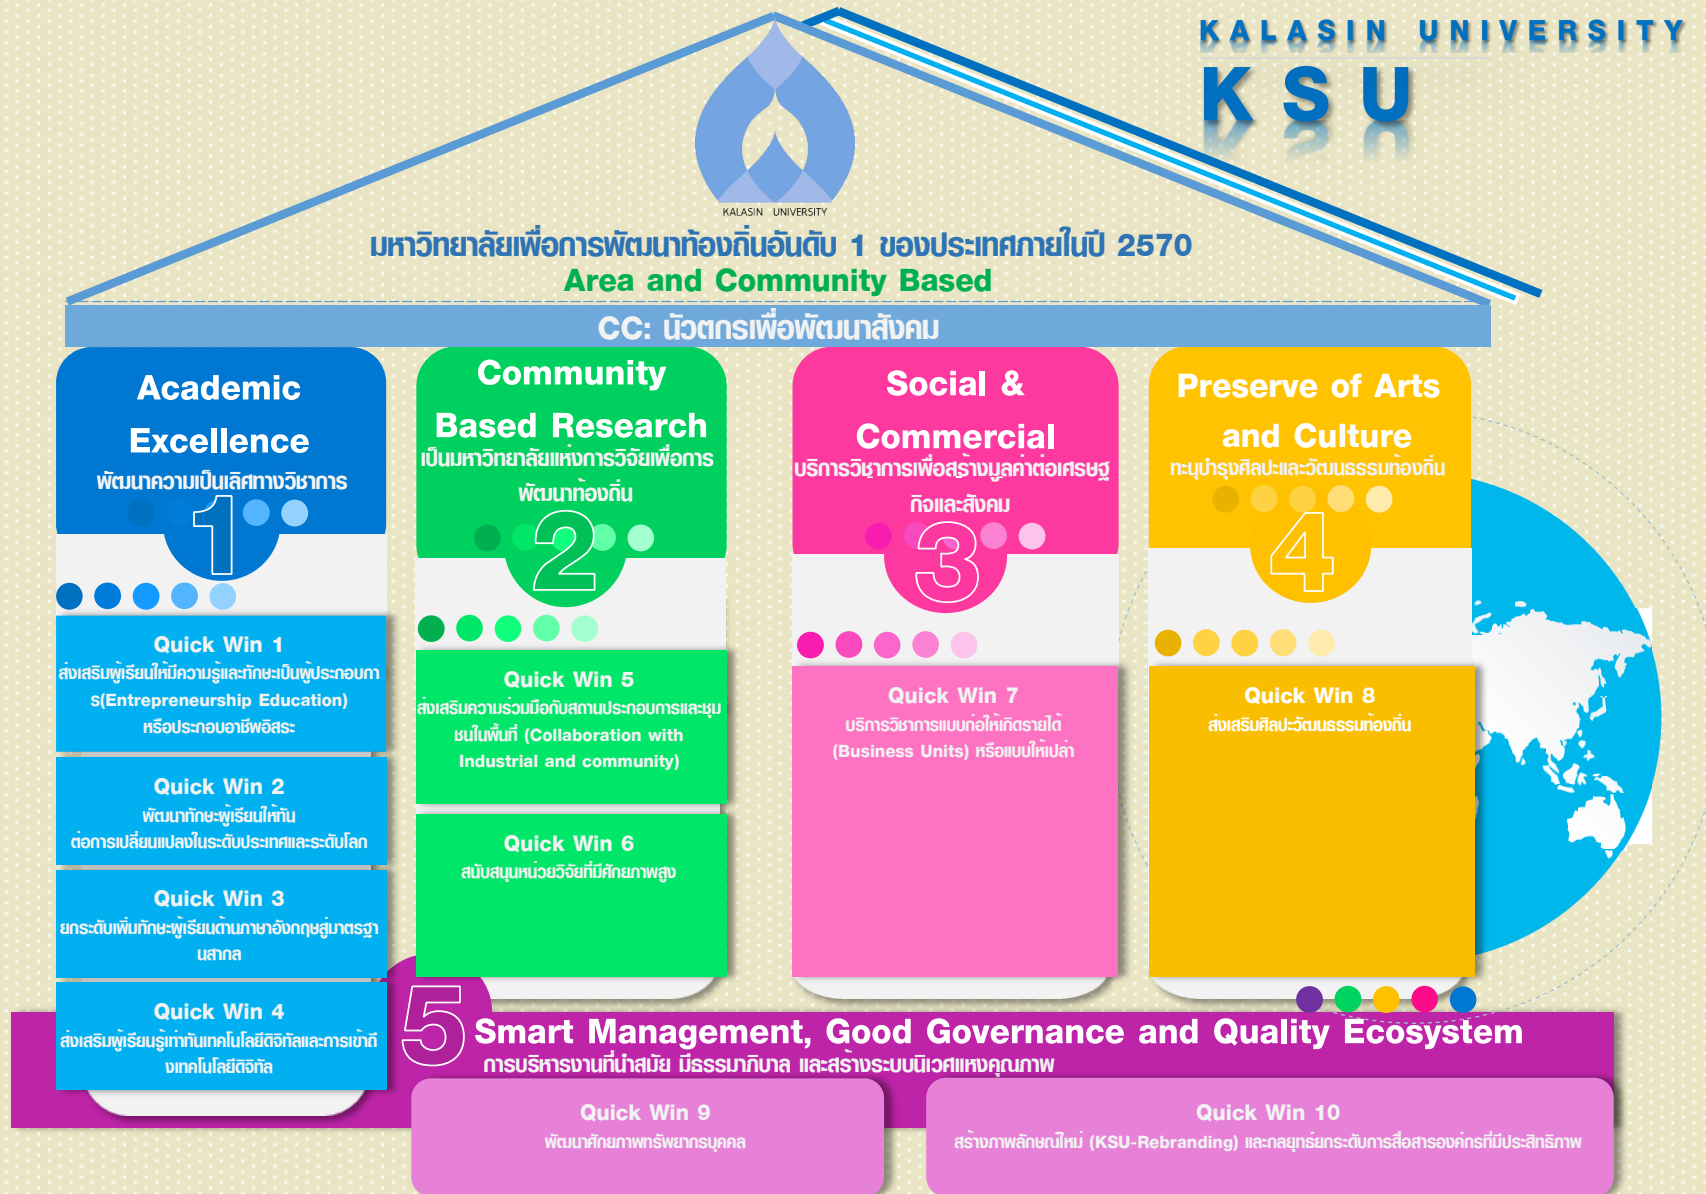 KALASIN UNIVERSITY
KSU
KALASIN UNIVERSITY
มหาวิทยาลัยเพื่อการพัฒนาท้องถิ่นอันดับ 1 ของประเทศภายในปี 2570
Area and Community Based
CC: นัวตกรเพื่อพัฒนาสังคม
Academic
Excellence
พัฒนาความเป็นเลิศทางวิชาการ
1
Quick Win 1
ส่งเสริมผู้เรียนให้มีความรู้และทักษะเป็นผู้ประกอบกา
ร(Entrepreneurship Education)
หรือประกอบอาชีพอิสระ
Quick Win 2
พัฒนาทักษะผู้เรียนให้ทัน
ต่อการเปลี่ยนแปลงในระดับประเทศและระดับโลก
Quick Win 3
ยกระดับเพิ่มทักษะผู้เรียนด้านภาษาอังกฤษสู่มาตรฐา
นสากล
Quick Win 4
ส่งเสริมผู้เรียนรู้เท่าทันเทคโนโลยีดิจิทัลและการเข้าถึ
งเทคโนโลยีดิจิทัล
Community
Based Research
เป็นมหาวิทยาลัยแห่งการวิจัยเพื่อการ
พัฒนาท้องถิ่น
2
Quick Win 5
ส่งเสริมความร่วมมือกับสถานประกอบการและชุม
ชนในพื้นที่ (Collaboration with
Industrial and community)
Quick Win 6
สนับสนุนหน่วยวิจัยที่มีศักยภาพสูง
Social &
Commercial
บริการวิชาการเพื่อสร้างมูลค่าต่อเศรษฐ
กิจและสังคม
3
Quick Win 7
บริการวิชาการแบบก่อให้เกิดรายได้
(Business Units) หรือแบบให้เปล่า
Preserve of Arts
and Culture
ทะนุบำรุงศิลปะและวัฒนธรรมท้องถิ่น
4
Quick Win 8
ส่งเสริมศิลปะวัฒนธรรมท้องถิ่น
5
Smart Management, Good Governance and Quality Ecosystem
การบริหารงานที่นำสมัย มีธรรมาภิบาล และสร้างระบบนิเวศแห่งคุณภาพ
Quick Win 9
พัฒนาศักยภาพทรัพยากรบุคคล
Quick Win 10
สร้างภาพลักษณ์ใหม่ (KSU-Rebranding) และกลยุทธ์ยกระดับการสื่อสารองค์กรที่มีประสิทธิภาพ